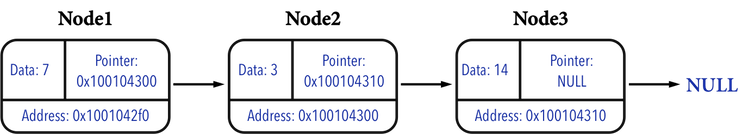 Node1
Data: 7
Pointer:
0x100104300
Address: 0x1001042f0
Node2
Data: 3
Pointer:
0x100104310
Address: 0x100104300
Node3
Data: 14
Pointer:
NULL
Address: 0x100104310
NULL